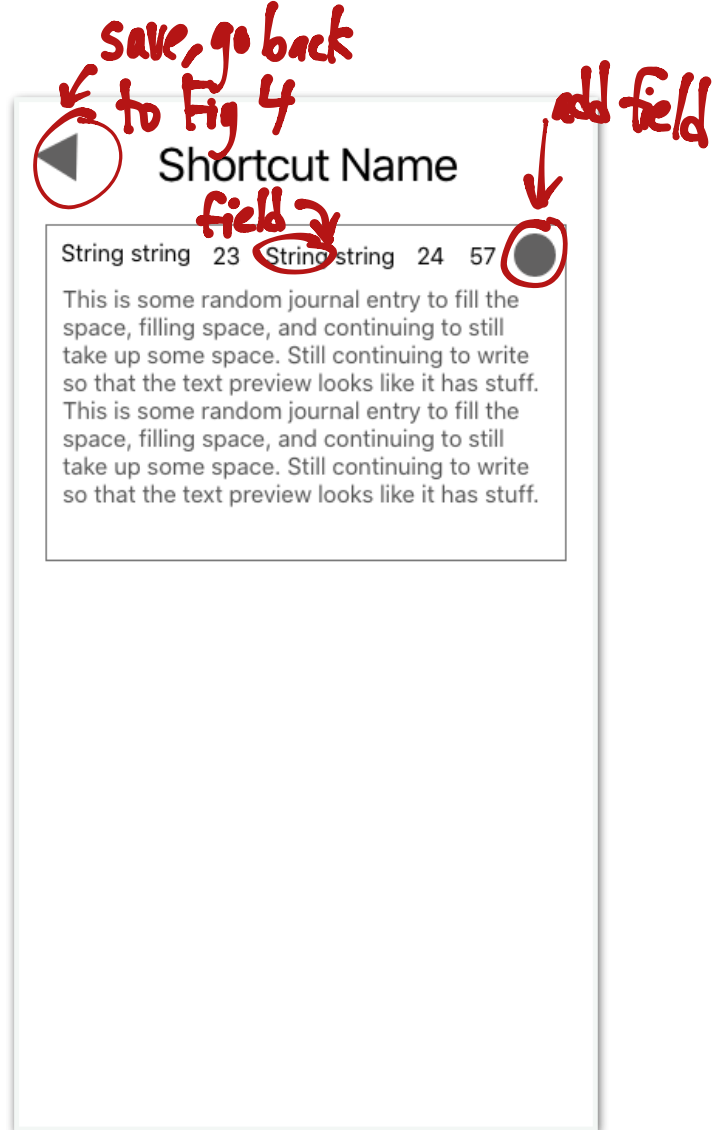 save, go back
to Fig 4
add field
Shortcut Name
field
String string 23 String string 24 57
This is some random journal entry to fill the
space, filling space, and continuing to still
take up some space. Still continuing to write
so that the text preview looks like it has stuff.
This is some random journal entry to fill the
space, filling space, and continuing to still
take up some space. Still continuing to write
so that the text preview looks like it has stuff.